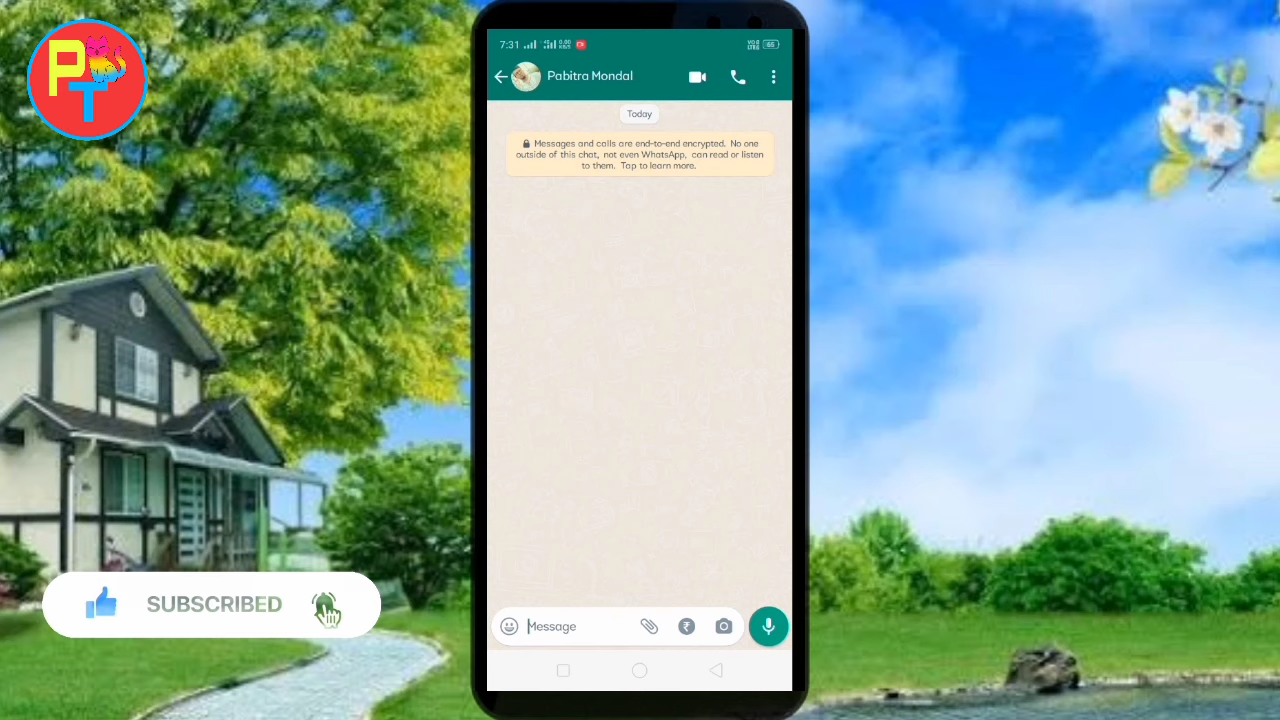 PT
7:31
65
Pabitra Mondal
Today
Messages and calls are end-to-end encrypted. No one
outside of this chat, not even WhatsApp, can read or listen
to them. Tap to learn more.
SUBSCRIBED
Message
₹